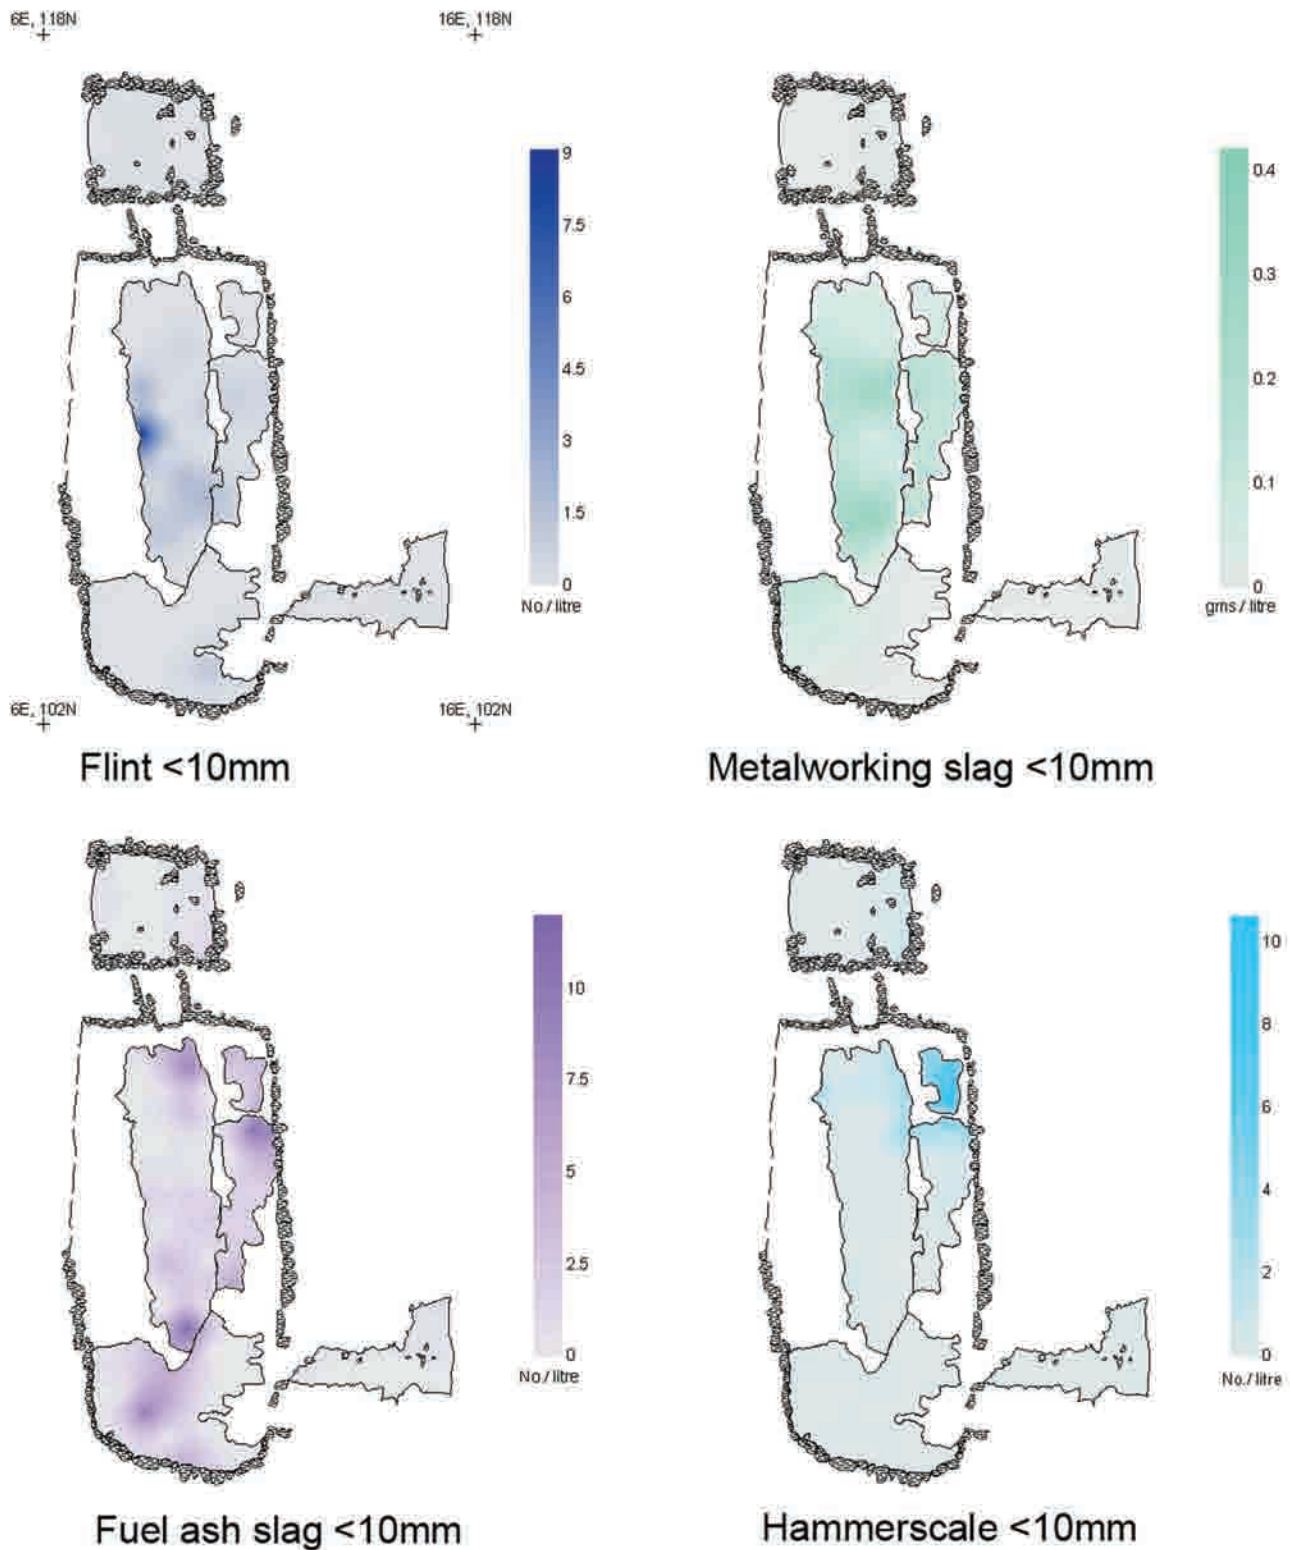 6E, 118N
16E, 118N
9
7.5
6
4.5
3
1.5
0
No./ litre
0.4
0.3
0.2
0.1
0
gms / litre
6E, 102N
16E, 102N
Flint <10mm
Metalworking slag <10mm
10
7.5
5
2.5
0
No./ litre
10
8
6
4
2
0
No./ litre
Fuel ash slag <10mm
Hammerscale <10mm